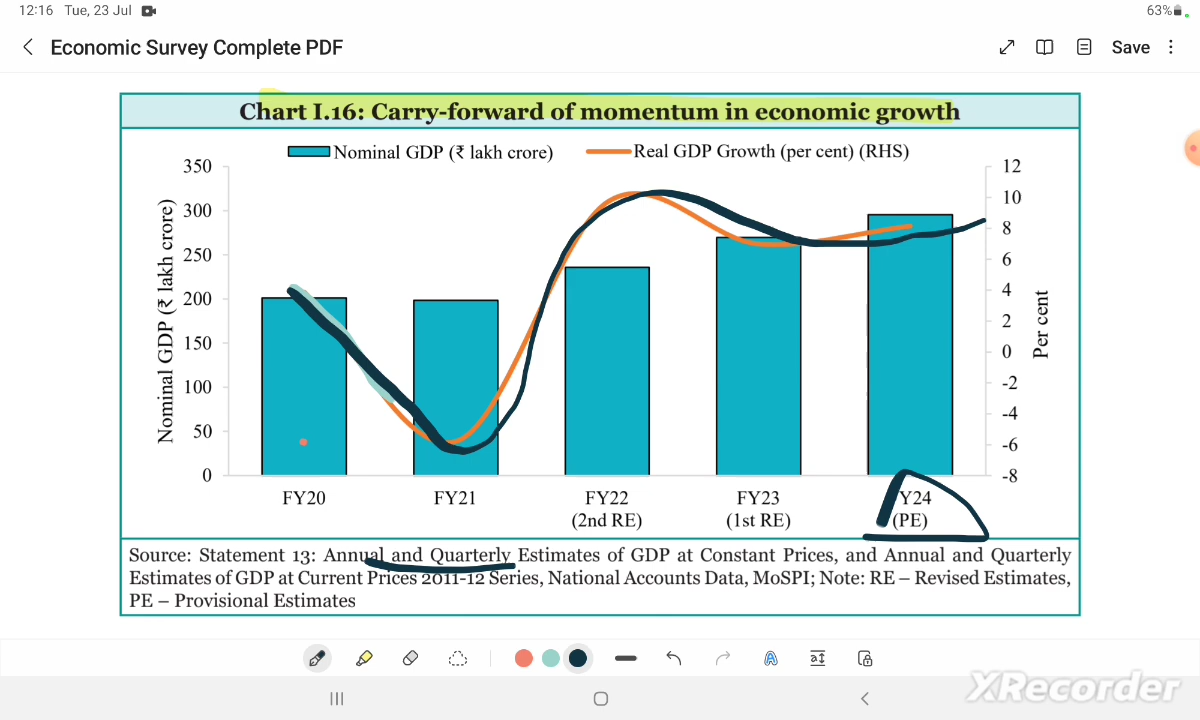 12:16 Tue, 23 Jul
63%
Economic Survey Complete PDF
Save
Chart I.16: Carry-forward of momentum in economic growth
Nominal GDP (₹ lakh crore)
Real GDP Growth (per cent) (RHS)
350
300
250
200
150
100
50
0
Nominal GDP (₹ lakh crore)
12
10
8
6
4
2
0
-2
-4
-6
-8
Per cent
FY20
FY21
FY22
(2nd RE)
FY23
(1st RE)
Y24
(PE)
Source: Statement 13: Annual and Quarterly Estimates of GDP at Constant Prices, and Annual and Quarterly
Estimates of GDP at Current Prices 2011-12 Series, National Accounts Data, MoSPI; Note: RE – Revised Estimates,
PE – Provisional Estimates
XRecorder